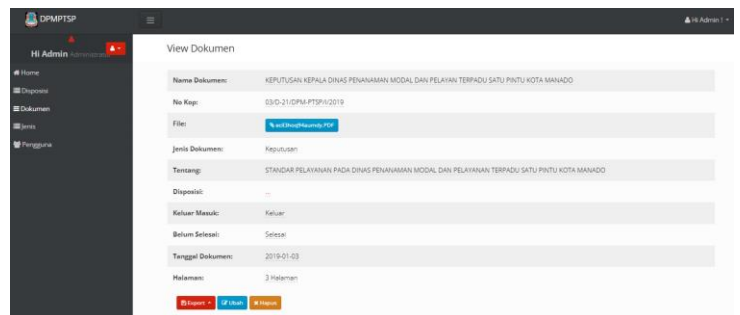 DPMPTSP
Hi Admin !
Hi Admin
View Dokumen
Home
Disposisi
Dokumen
Jenis
Pengguna
Nama Dokumen: KEPUTUSAN KEPALA DINAS PENANAMAN MODAL DAN PELAYAN TERPADU SATU PINTU KOTA MANADO
No Kep: 03/D-21/DPM-PTSP/I/2019
File:
Jenis Dokumen: Keputusan
Tentang: STANDAR PELAYANAN PADA DINAS PENANAMAN MODAL DAN PELAYANAN TERPADU SATU PINTU KOTA MANADO
Disposisi: ...
Keluar Masuk: Keluar
Belum Selesai: Selesai
Tanggal Dokumen: 2019-01-03
Halaman: 3 Halaman
Export Ubah Hapus